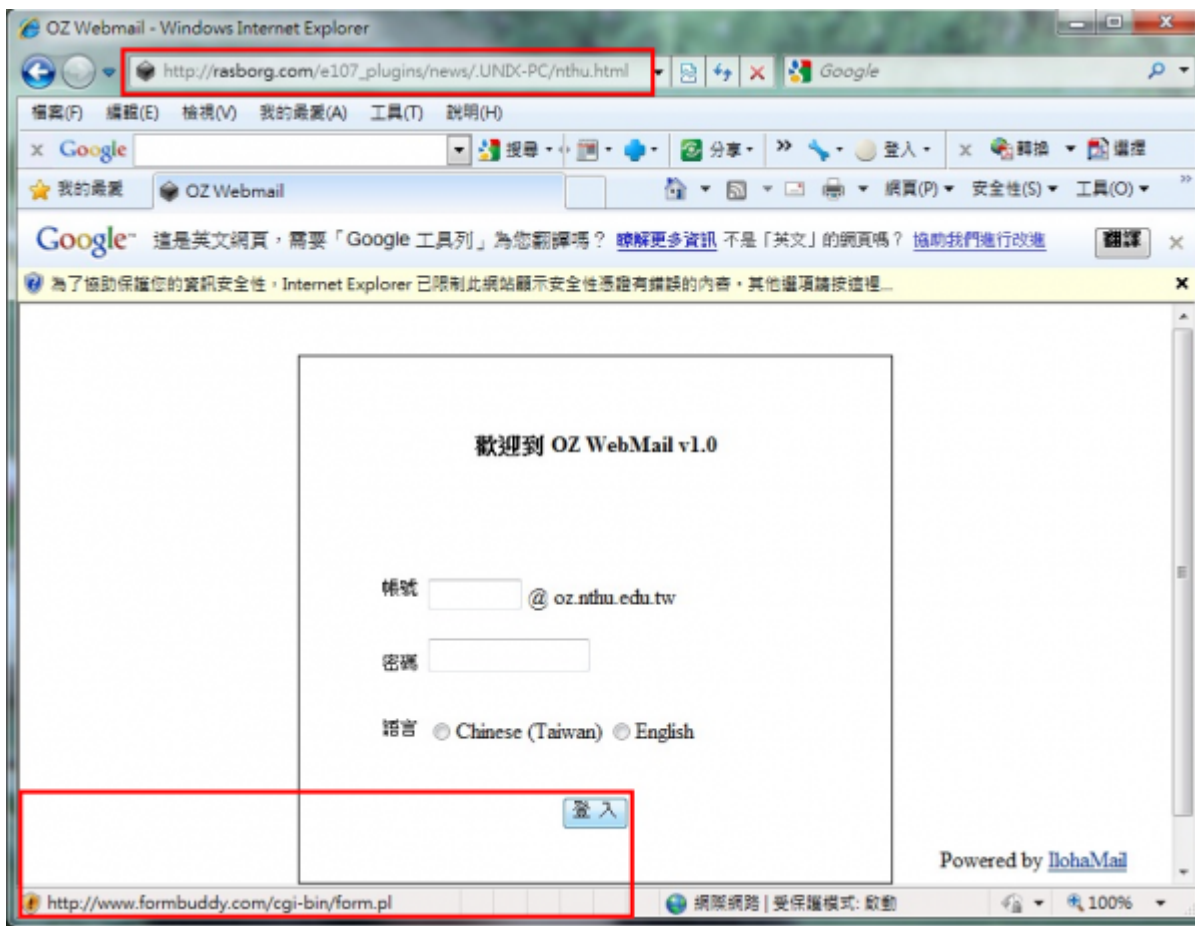 OZ Webmail - Windows Internet Explorer
http://rasborg.com/e107_plugins/news/.UNIX-PC/nthu.html Google
檔案(F) 編輯(E) 檢視(V) 我的最愛(A) 工具(T) 說明(H)
x Google 搜尋 分享 » 登入 x 轉換 選擇
我的最愛 OZ Webmail 網頁(P) 安全性(S) 工具(O) »
Google™ 這是英文網頁，需要「Google 工具列」為您翻譯嗎？ 瞭解更多資訊 不是「英文」的網頁嗎？ 協助我們進行改進 翻譯
為了協助保護您的資訊安全性，Internet Explorer 已限制此網站顯示安全性憑證有錯誤的內容。其他選項請按這裡...
歡迎到 OZ WebMail v1.0
帳號 @ oz.nthu.edu.tw
密碼
語言 Chinese (Taiwan) English
登 入
Powered by IlohaMail
http://www.formbuddy.com/cgi-bin/form.pl 網際網路 | 受保護模式: 啟動 100%